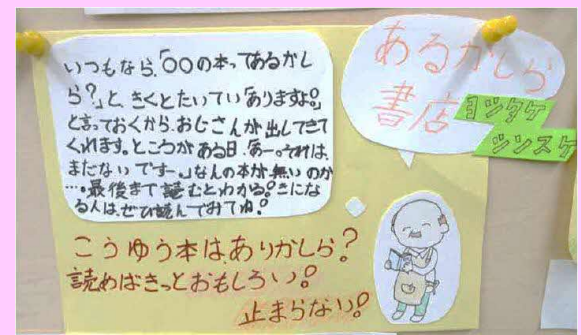 あるかしら
書店
ヨシタケ
シンスケ
いつもなら、「〇〇の本ってあるかし
ら?」と、きくとたいてい「ありますよ。」
と言っておくから、おじさんが出してきて
くれます。ところがある日、「あーそれは、
まだないですー。」なんの本が無いのか
…。最後まで読むとわかる。きにな
る人は、ぜひ読んでみてね。
こうゆう本はありかしら?
読めばきっとおもしろい。
止まらない。